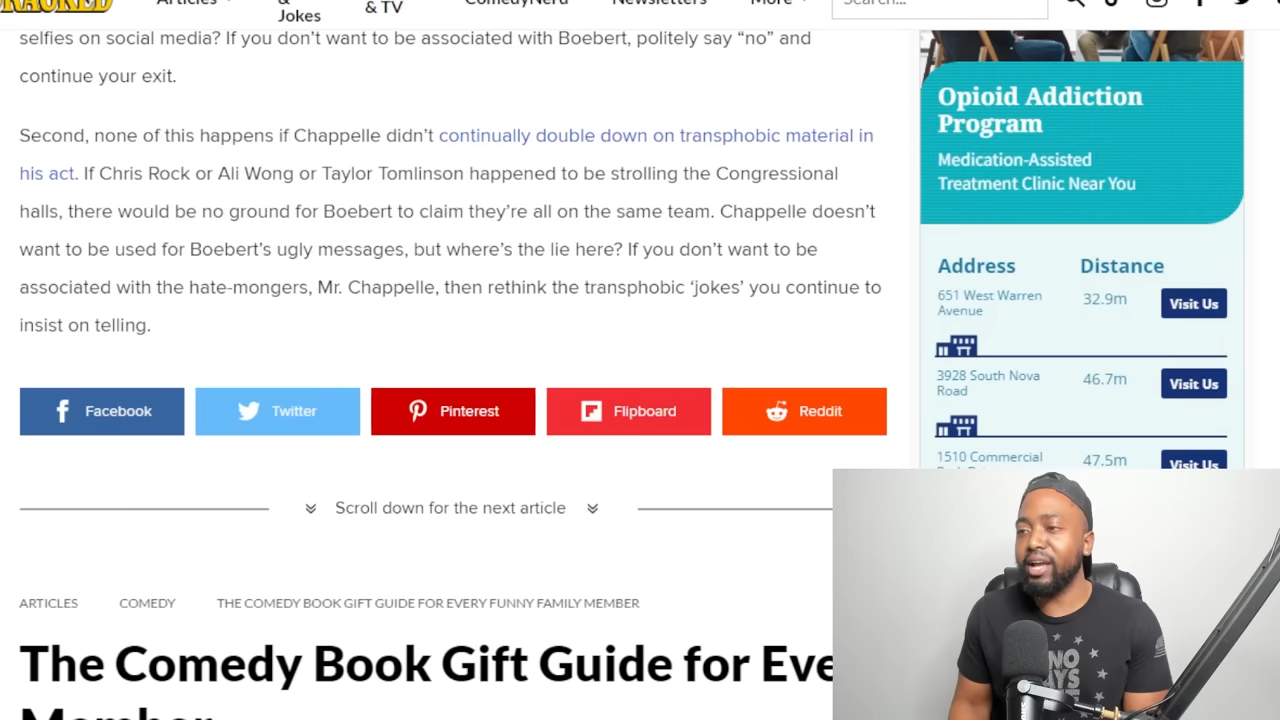 CRACKED
Articles
&
Jokes
& TV
ComedyNerd
Newsletters
More
Search...
selfies on social media? If you don’t want to be associated with Boebert, politely say “no” and
continue your exit.
Second, none of this happens if Chappelle didn’t continually double down on transphobic material in
his act. If Chris Rock or Ali Wong or Taylor Tomlinson happened to be strolling the Congressional
halls, there would be no ground for Boebert to claim they’re all on the same team. Chappelle doesn’t
want to be used for Boebert’s ugly messages, but where’s the lie here? If you don’t want to be
associated with the hate-mongers, Mr. Chappelle, then rethink the transphobic ‘jokes’ you continue to
insist on telling.
Facebook
Twitter
Pinterest
Flipboard
Reddit
Scroll down for the next article
ARTICLES
COMEDY
THE COMEDY BOOK GIFT GUIDE FOR EVERY FUNNY FAMILY MEMBER
The Comedy Book Gift Guide for Eve
Member
Opioid Addiction
Program
Medication-Assisted
Treatment Clinic Near You
Address
Distance
651 West Warren
Avenue
32.9m
Visit Us
3928 South Nova
Road
46.7m
Visit Us
1510 Commercial
47.5m
Visit Us
NO